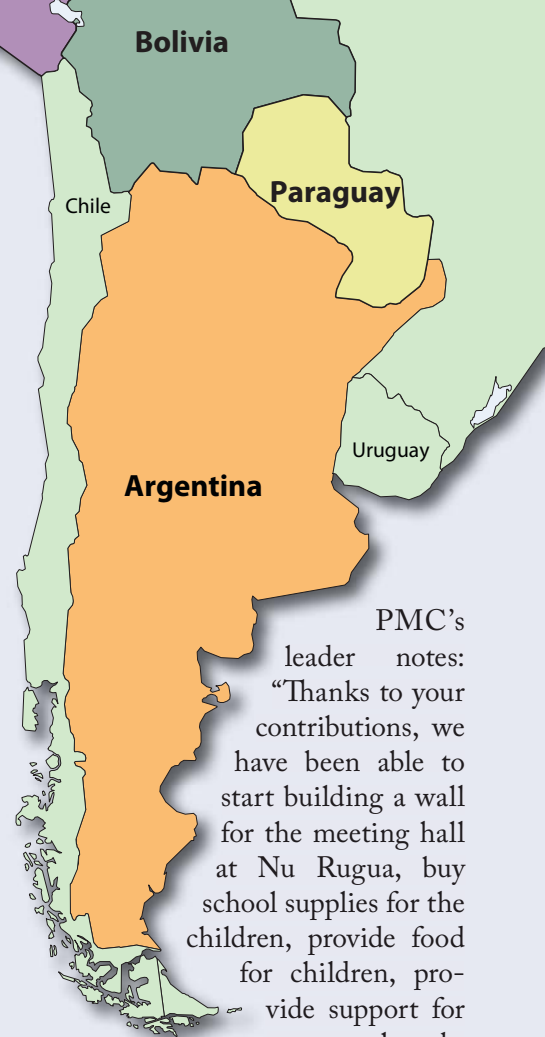 Bolivia
Paraguay
Chile
Uruguay
Argentina
PMC’s
leader notes:
“Thanks to your
contributions, we
have been able to
start building a wall
for the meeting hall
at Nu Rugua, buy
school supplies for the
children, provide food
for children, pro-
vide support for